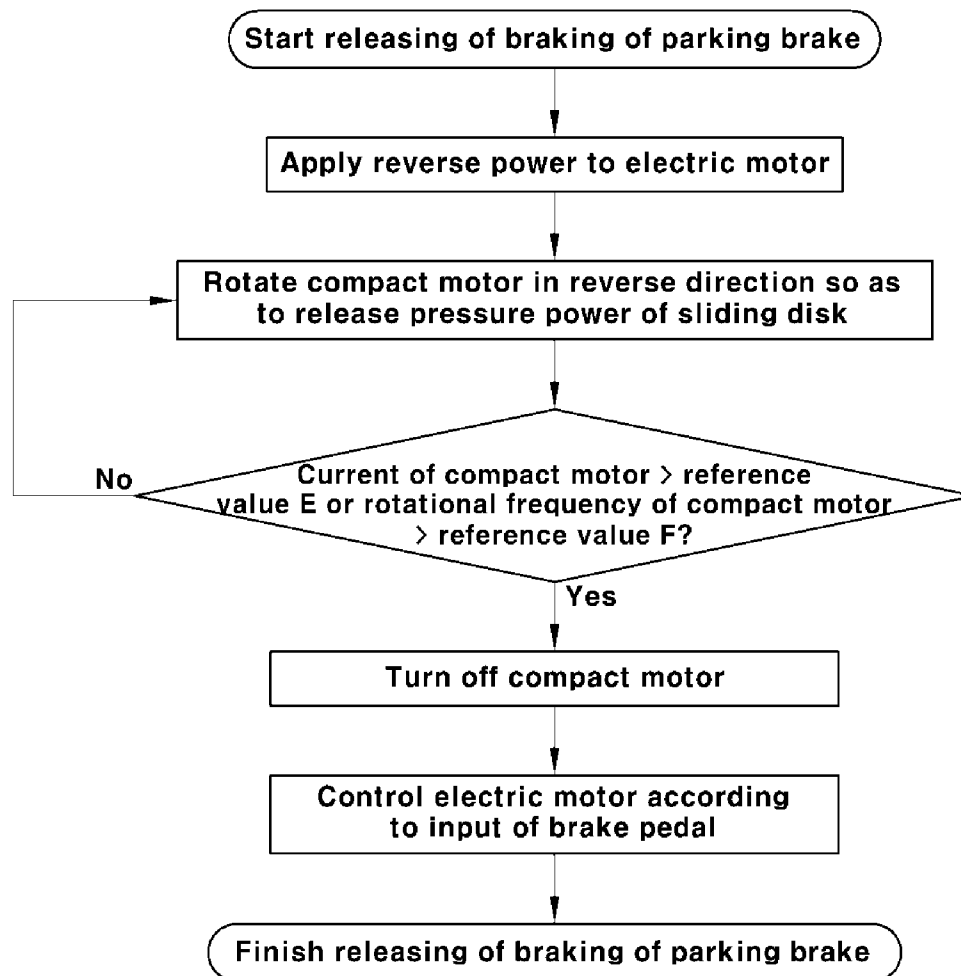 Start releasing of braking of parking brake
Apply reverse power to electric motor
Rotate compact motor in reverse direction so as
to release pressure power of sliding disk
No
Current of compact motor > reference
value E or rotational frequency of compact motor
> reference value F?
Yes
Turn off compact motor
Control electric motor according
to input of brake pedal
Finish releasing of braking of parking brake